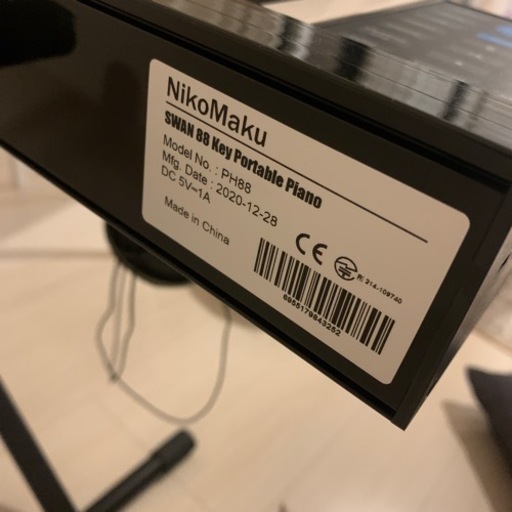 NikoMaku
SWAN 88 Key Portable Piano
Model No. : PH88
Mfg. Date : 2020-12-28
DC 5V⎓1A
Made in China
CE
R 214-109740
6955179843252